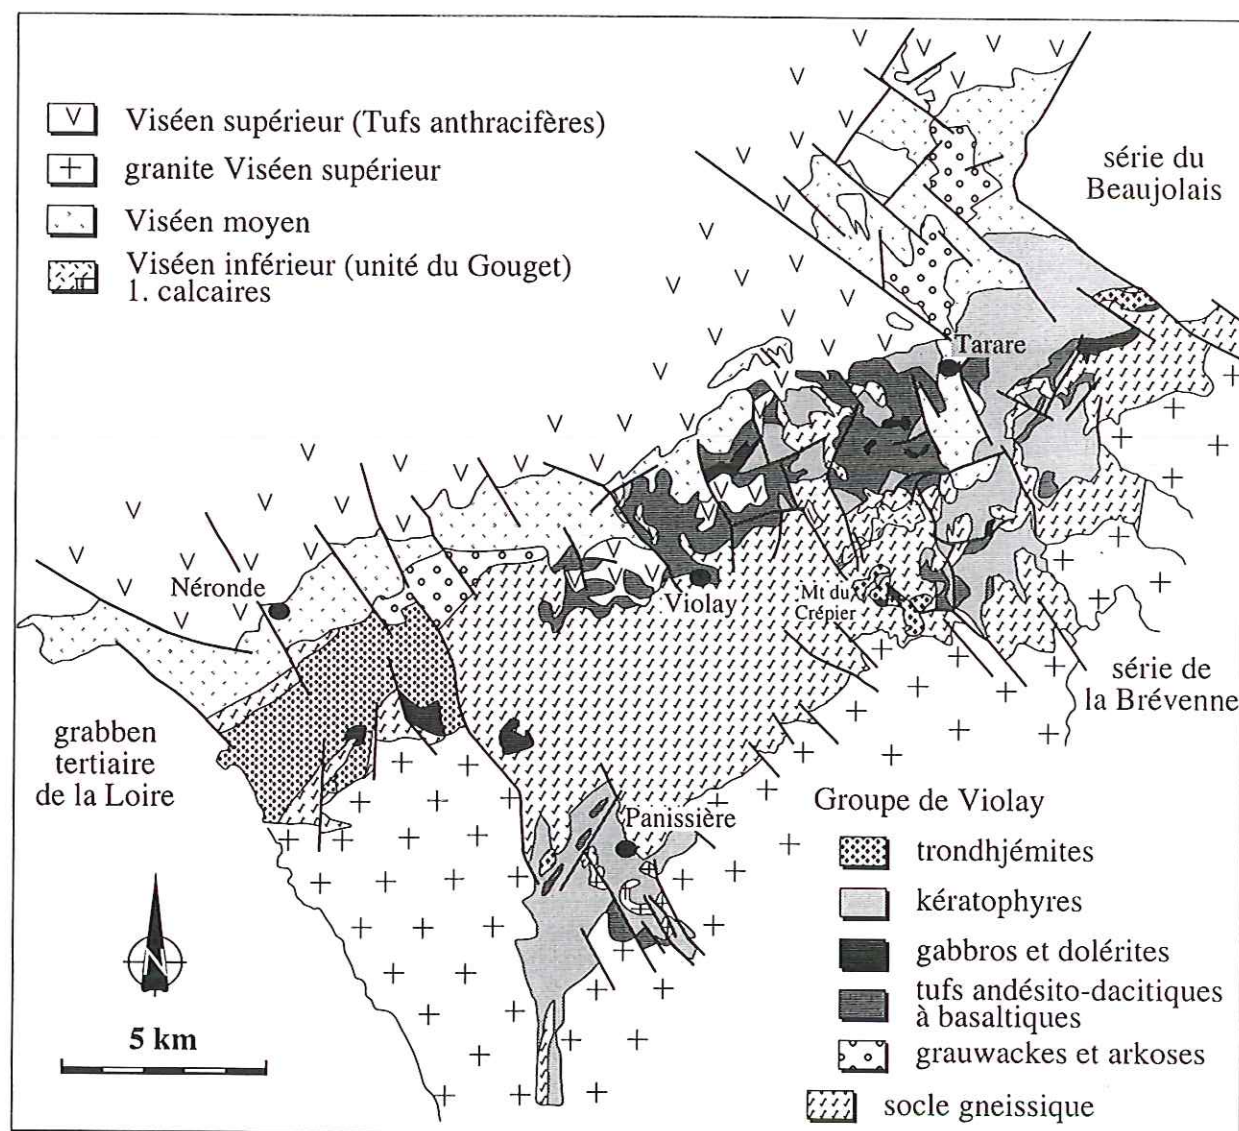 Viséen supérieur (Tufs anthracifères)
granite Viséen supérieur
Viséen moyen
Viséen inférieur (unité du Gouget)
1. calcaires
série du
Beaujolais
Tarare
Néronde
Violay
Mt du
Crépier
série de
la Brévenne
grabben
tertiaire
de la Loire
Panissière
Groupe de Violay
trondhjémites
kératophyres
gabbros et dolérites
tufs andésito-dacitiques
à basaltiques
grauwackes et arkoses
socle gneissique
N
5 km